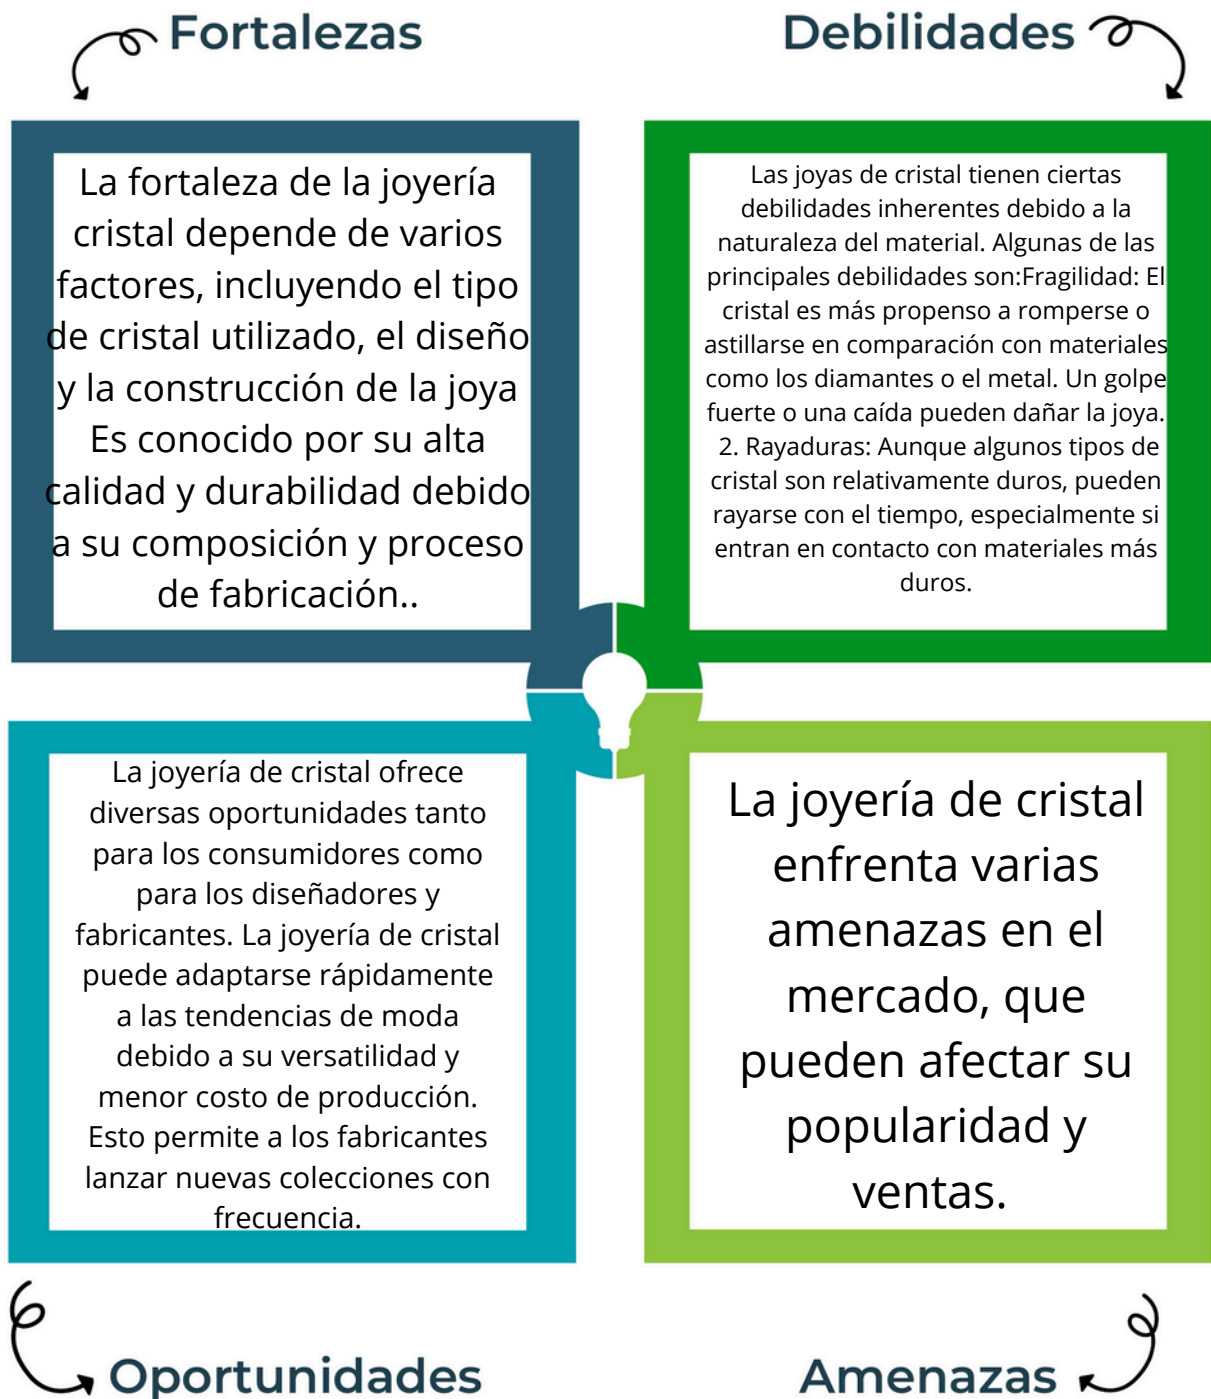 Fortalezas
La fortaleza de la joyería
cristal depende de varios
factores, incluyendo el tipo
de cristal utilizado, el diseño
y la construcción de la joya
Es conocido por su alta
calidad y durabilidad debido
a su composición y proceso
de fabricación..
Debilidades
Las joyas de cristal tienen ciertas
debilidades inherentes debido a la
naturaleza del material. Algunas de las
principales debilidades son:Fragilidad: El
cristal es más propenso a romperse o
astillarse en comparación con materiales
como los diamantes o el metal. Un golpe
fuerte o una caída pueden dañar la joya.
2. Rayaduras: Aunque algunos tipos de
cristal son relativamente duros, pueden
rayarse con el tiempo, especialmente si
entran en contacto con materiales más
duros.
La joyería de cristal ofrece
diversas oportunidades tanto
para los consumidores como
para los diseñadores y
fabricantes. La joyería de cristal
puede adaptarse rápidamente
a las tendencias de moda
debido a su versatilidad y
menor costo de producción.
Esto permite a los fabricantes
lanzar nuevas colecciones con
frecuencia.
Oportunidades
La joyería de cristal
enfrenta varias
amenazas en el
mercado, que
pueden afectar su
popularidad y
ventas.
Amenazas